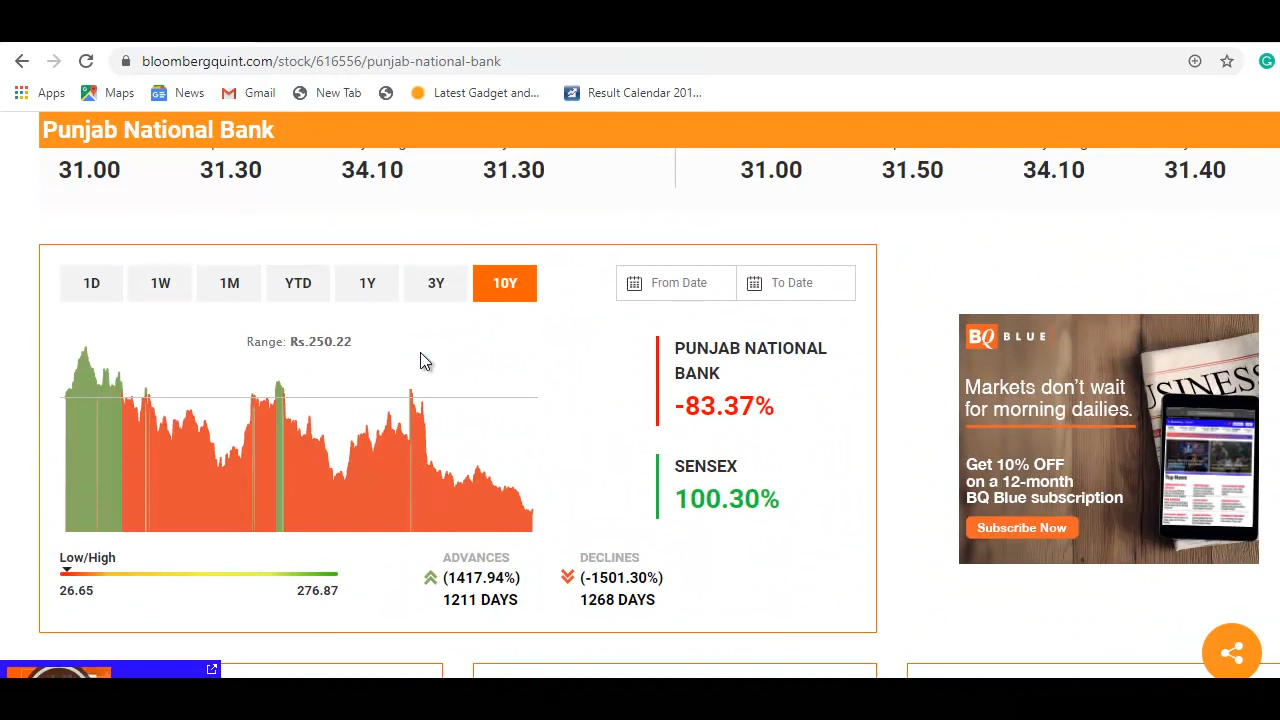 bloombergquint.com/stock/616556/punjab-national-bank
Apps Maps News Gmail New Tab Latest Gadget and... Result Calendar 201...
Punjab National Bank
31.00 31.30 34.10 31.30 31.00 31.50 34.10 31.40
1D 1W 1M YTD 1Y 3Y 10Y From Date To Date
Range: Rs.250.22
PUNJAB NATIONAL
BANK
-83.37%
SENSEX
100.30%
Low/High
26.65 276.87
ADVANCES DECLINES
(1417.94%) (-1501.30%)
1211 DAYS 1268 DAYS
BQ BLUE
Markets don't wait
for morning dailies.
Get 10% OFF
on a 12-month
BQ Blue subscription
Subscribe Now